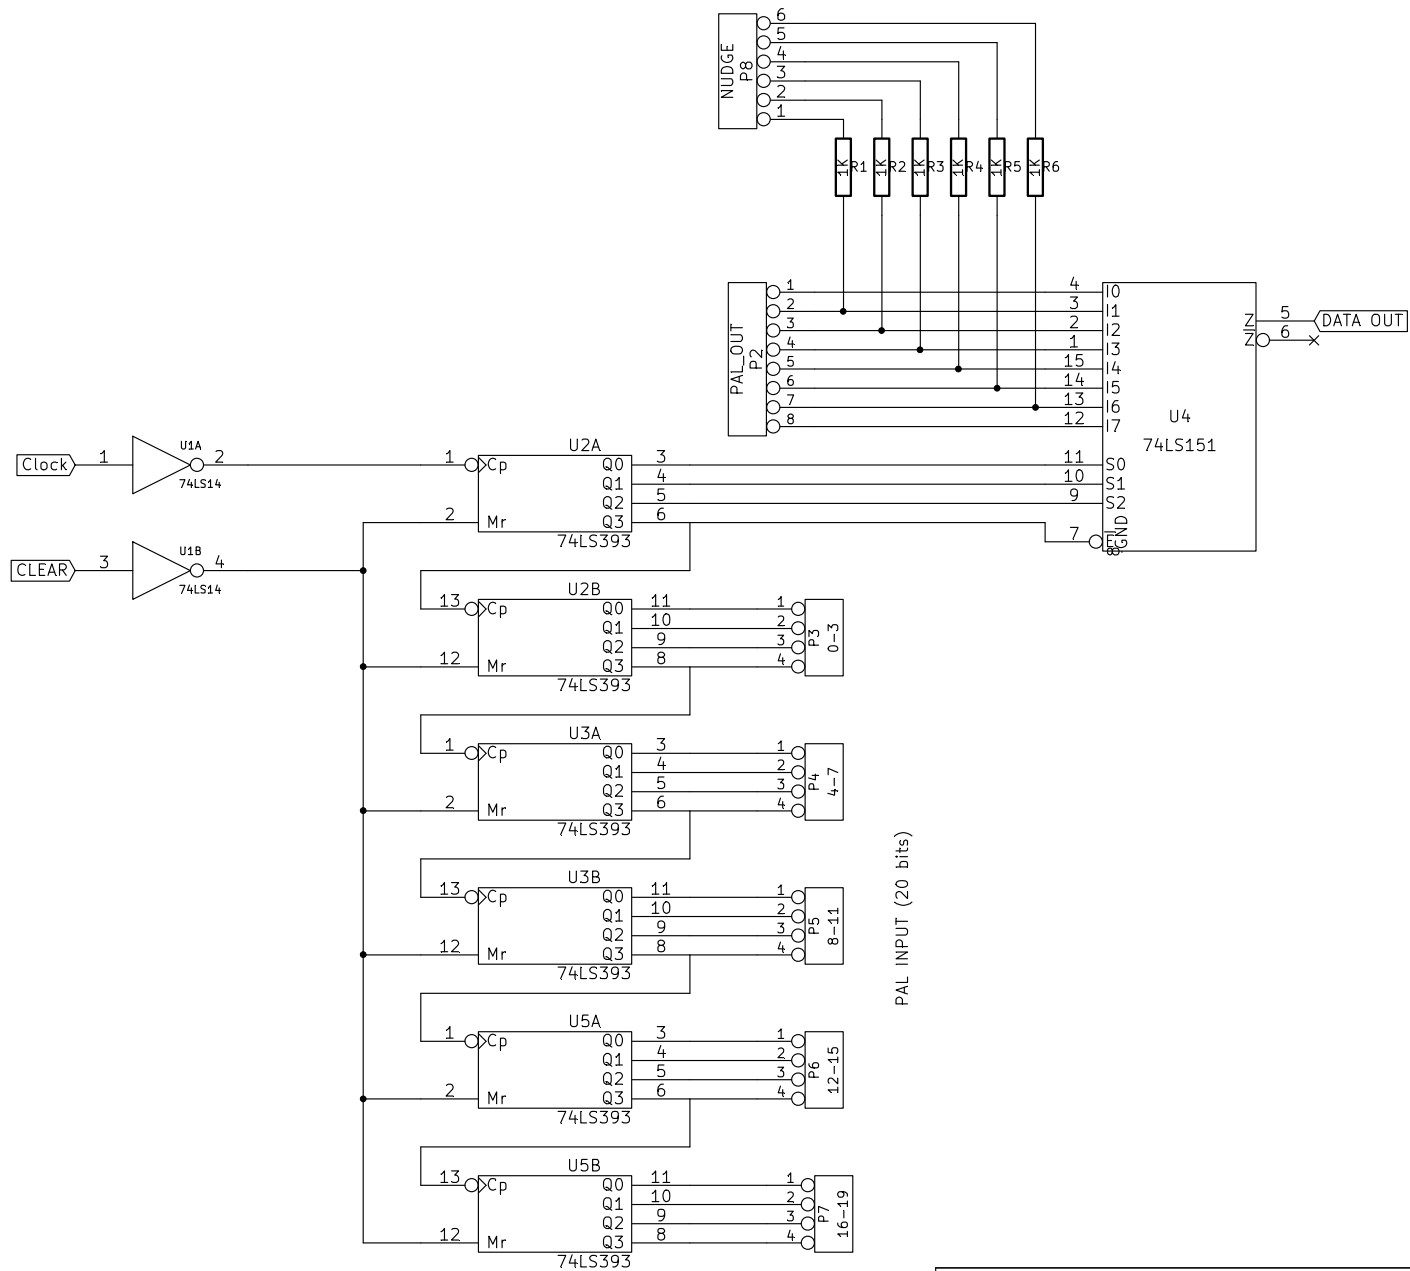 NUDGE
P8
6
5
4
3
2
1
1K R1
1K R2
1K R3
1K R4
1K R5
1K R6
PAL_OUT
P2
1
2
3
4
5
6
7
8
4 I0
3 I1
2 I2
1 I3
15 I4
14 I5
13 I6
12 I7
11 S0
10 S1
9 S2
7 E
8 GND
U4
74LS151
Z 5 DATA OUT
Z 6
Clock 1
U1A
2
74LS14
CLEAR 3
U1B
4
74LS14
U2A
1 Cp Q0 3
Q1 4
Q2 5
2 Mr Q3 6
74LS393
U2B
13 Cp Q0 11 1
Q1 10 2
Q2 9 3
12 Mr Q3 8 4
74LS393
P3
0-3
U3A
1 Cp Q0 3 1
Q1 4 2
Q2 5 3
2 Mr Q3 6 4
74LS393
P4
4-7
U3B
13 Cp Q0 11 1
Q1 10 2
Q2 9 3
12 Mr Q3 8 4
74LS393
P5
8-11
PAL INPUT (20 bits)
U5A
1 Cp Q0 3 1
Q1 4 2
Q2 5 3
2 Mr Q3 6 4
74LS393
P6
12-15
U5B
13 Cp Q0 11 1
Q1 10 2
Q2 9 3
12 Mr Q3 8 4
74LS393
P7
16-19